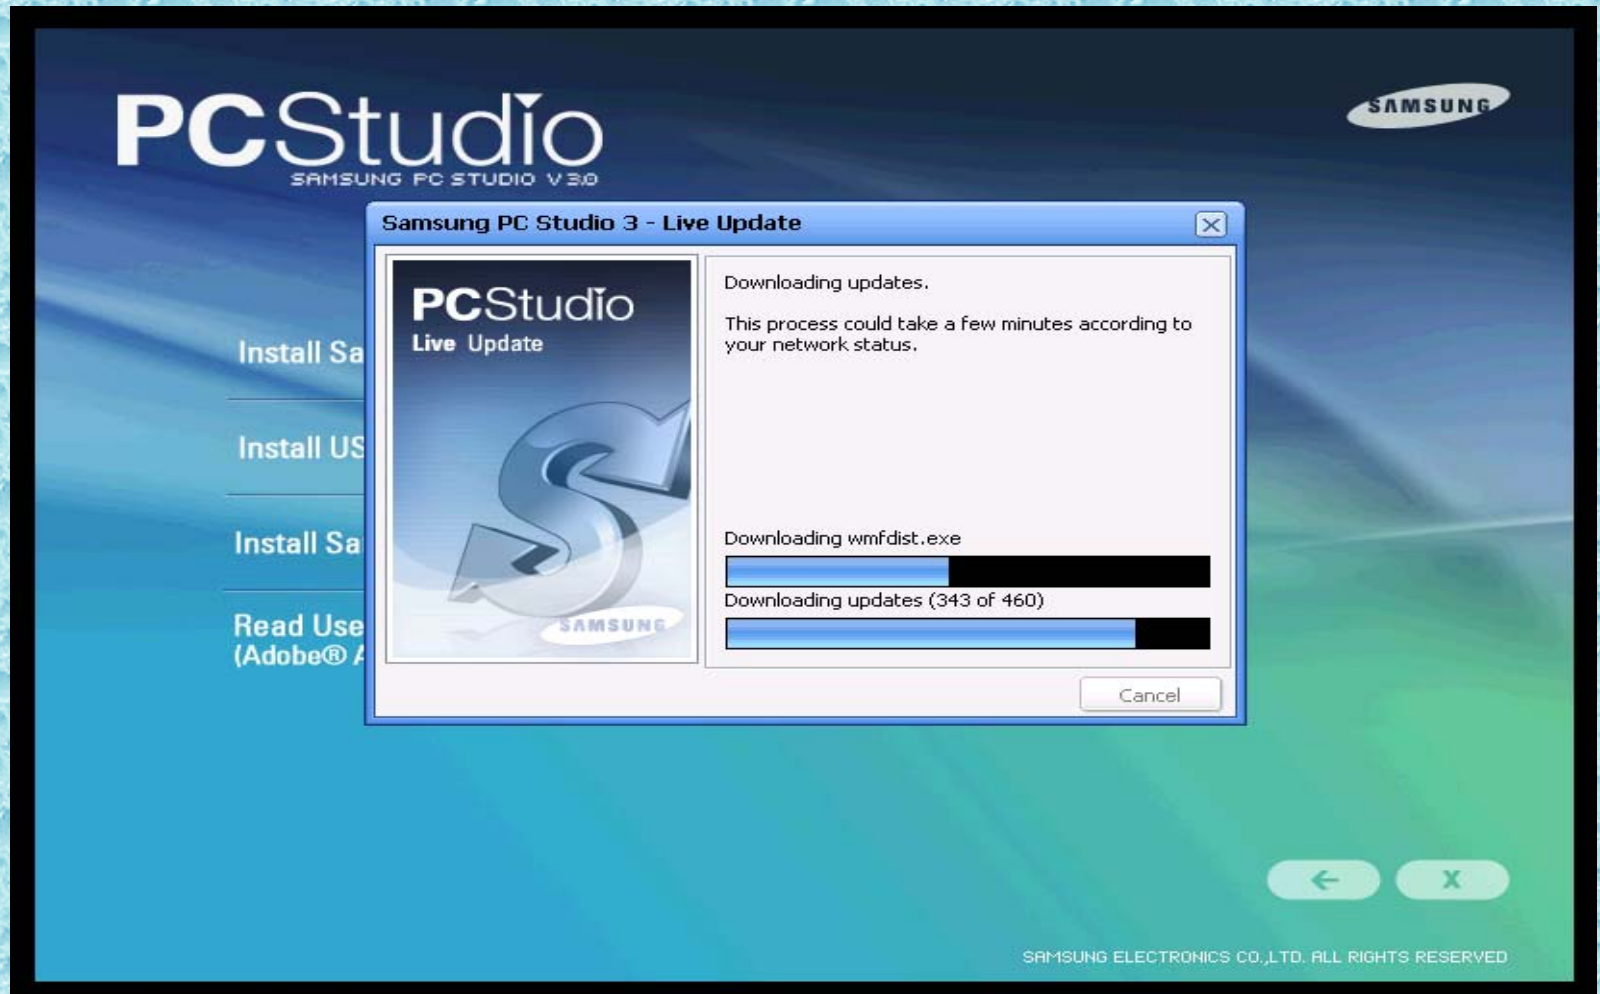 PCStudio
SAMSUNG PC STUDIO V 3.0
SAMSUNG
Samsung PC Studio 3 - Live Update
PCStudio
Live Update
SAMSUNG
Downloading updates.
This process could take a few minutes according to
your network status.
Downloading wmfdist.exe
Downloading updates (343 of 460)
Cancel
Install Sa
Install US
Install Sa
Read Use
(Adobe® A
X
SAMSUNG ELECTRONICS CO.,LTD. ALL RIGHTS RESERVED